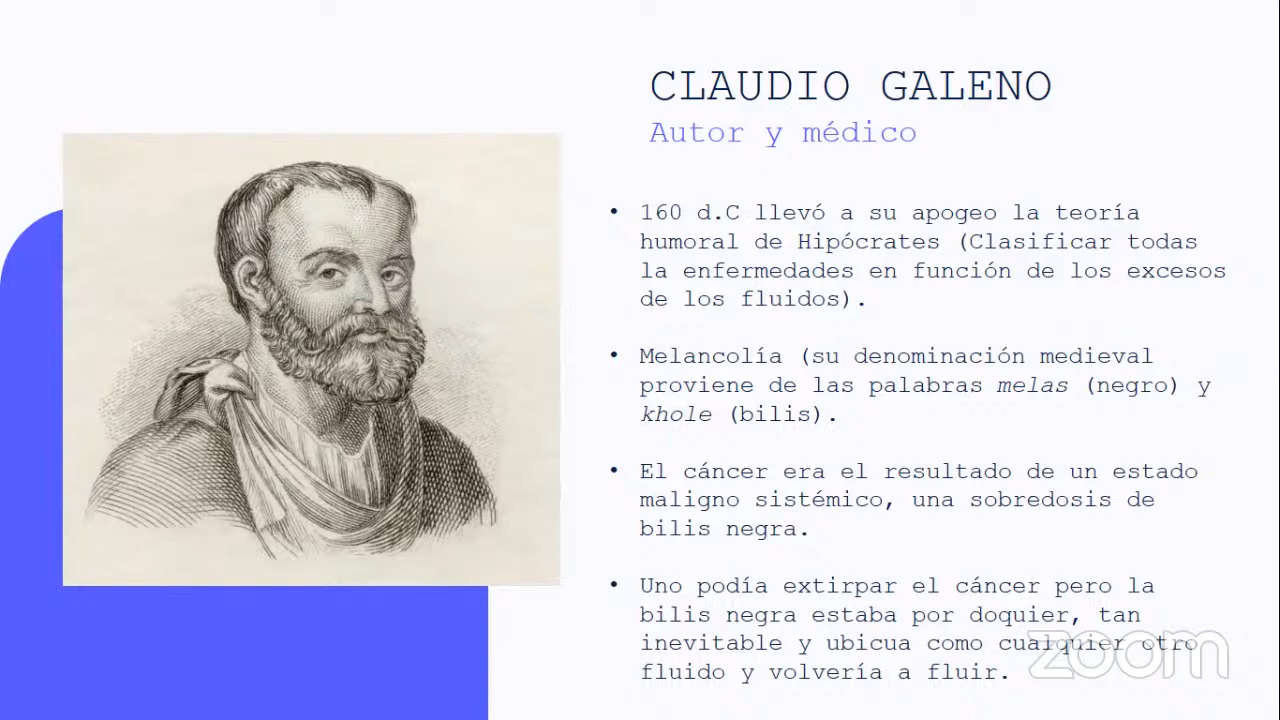 CLAUDIO GALENO
Autor y médico
• 160 d.C llevó a su apogeo la teoría
humoral de Hipócrates (Clasificar todas
la enfermedades en función de los excesos
de los fluidos).
• Melancolía (su denominación medieval
proviene de las palabras melas (negro) y
khole (bilis).
• El cáncer era el resultado de un estado
maligno sistémico, una sobredosis de
bilis negra.
• Uno podía extirpar el cáncer pero la
bilis negra estaba por doquier, tan
inevitable y ubicua como cualquier otro
fluido y volvería a fluir.
zoom